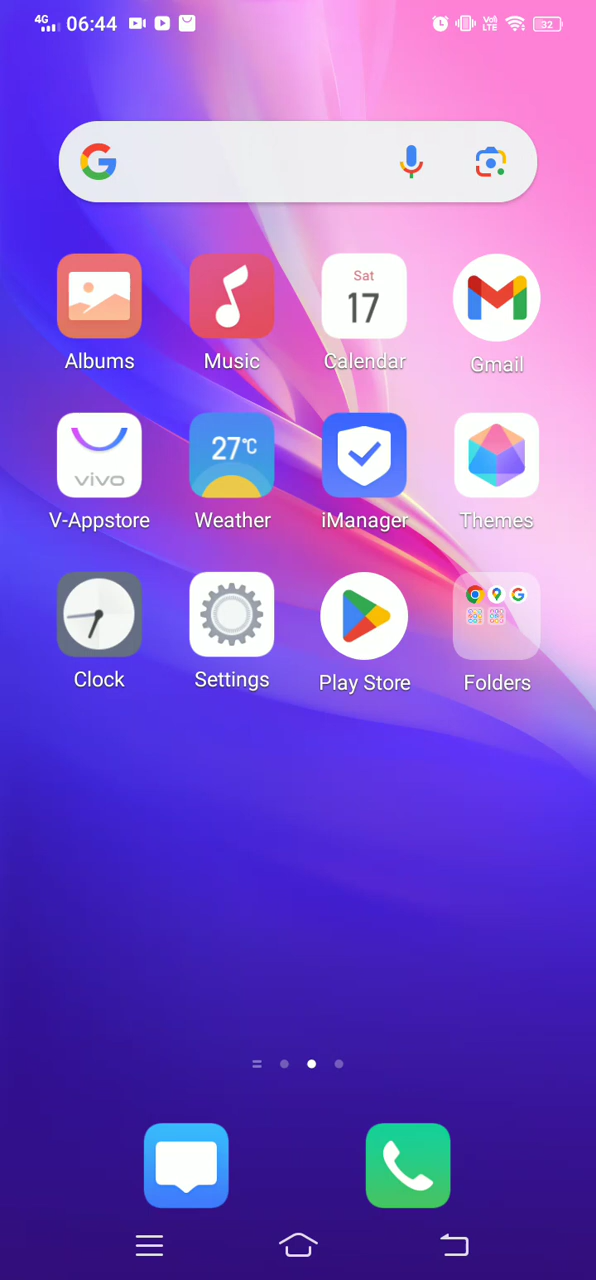 4G 06:44 VoLTE 32
Albums Music Sat 17 Calendar Gmail
vivo 27°C
V-Appstore Weather iManager Themes
Clock Settings Play Store Folders